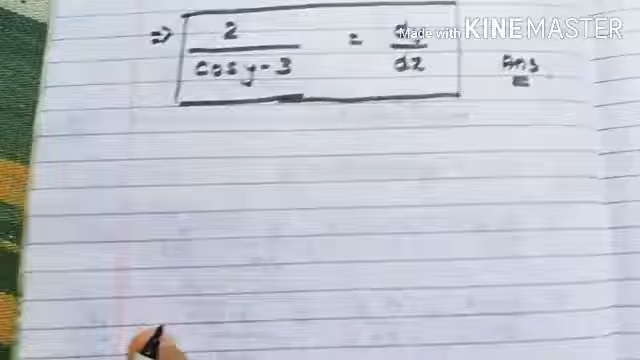 Made with KINEMASTER
⇒ 2 / cos y - 3 = dy / dx Ans